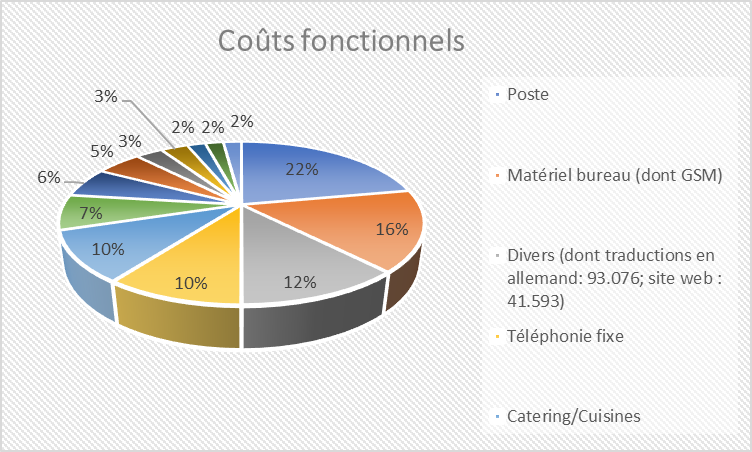 Coûts fonctionnels
22%
16%
12%
10%
10%
7%
6%
5%
3%
3%
2%
2%
2%
Poste
Matériel bureau (dont GSM)
Divers (dont traductions en
allemand: 93.076; site web :
41.593)
Téléphonie fixe
Catering/Cuisines